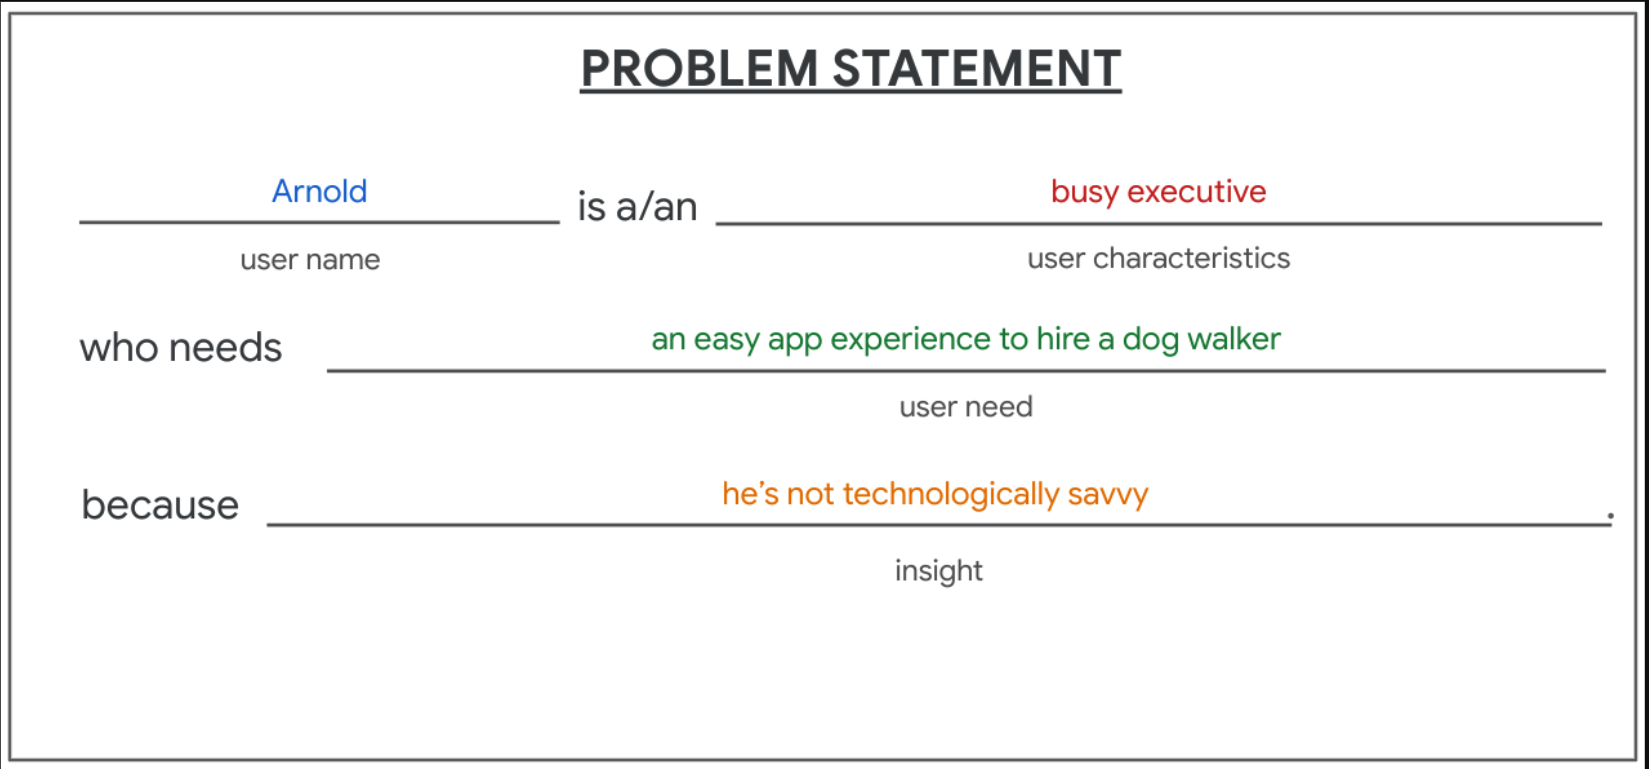 PROBLEM STATEMENT
Arnold is a/an busy executive
user name user characteristics
who needs an easy app experience to hire a dog walker
user need
because he’s not technologically savvy .
insight